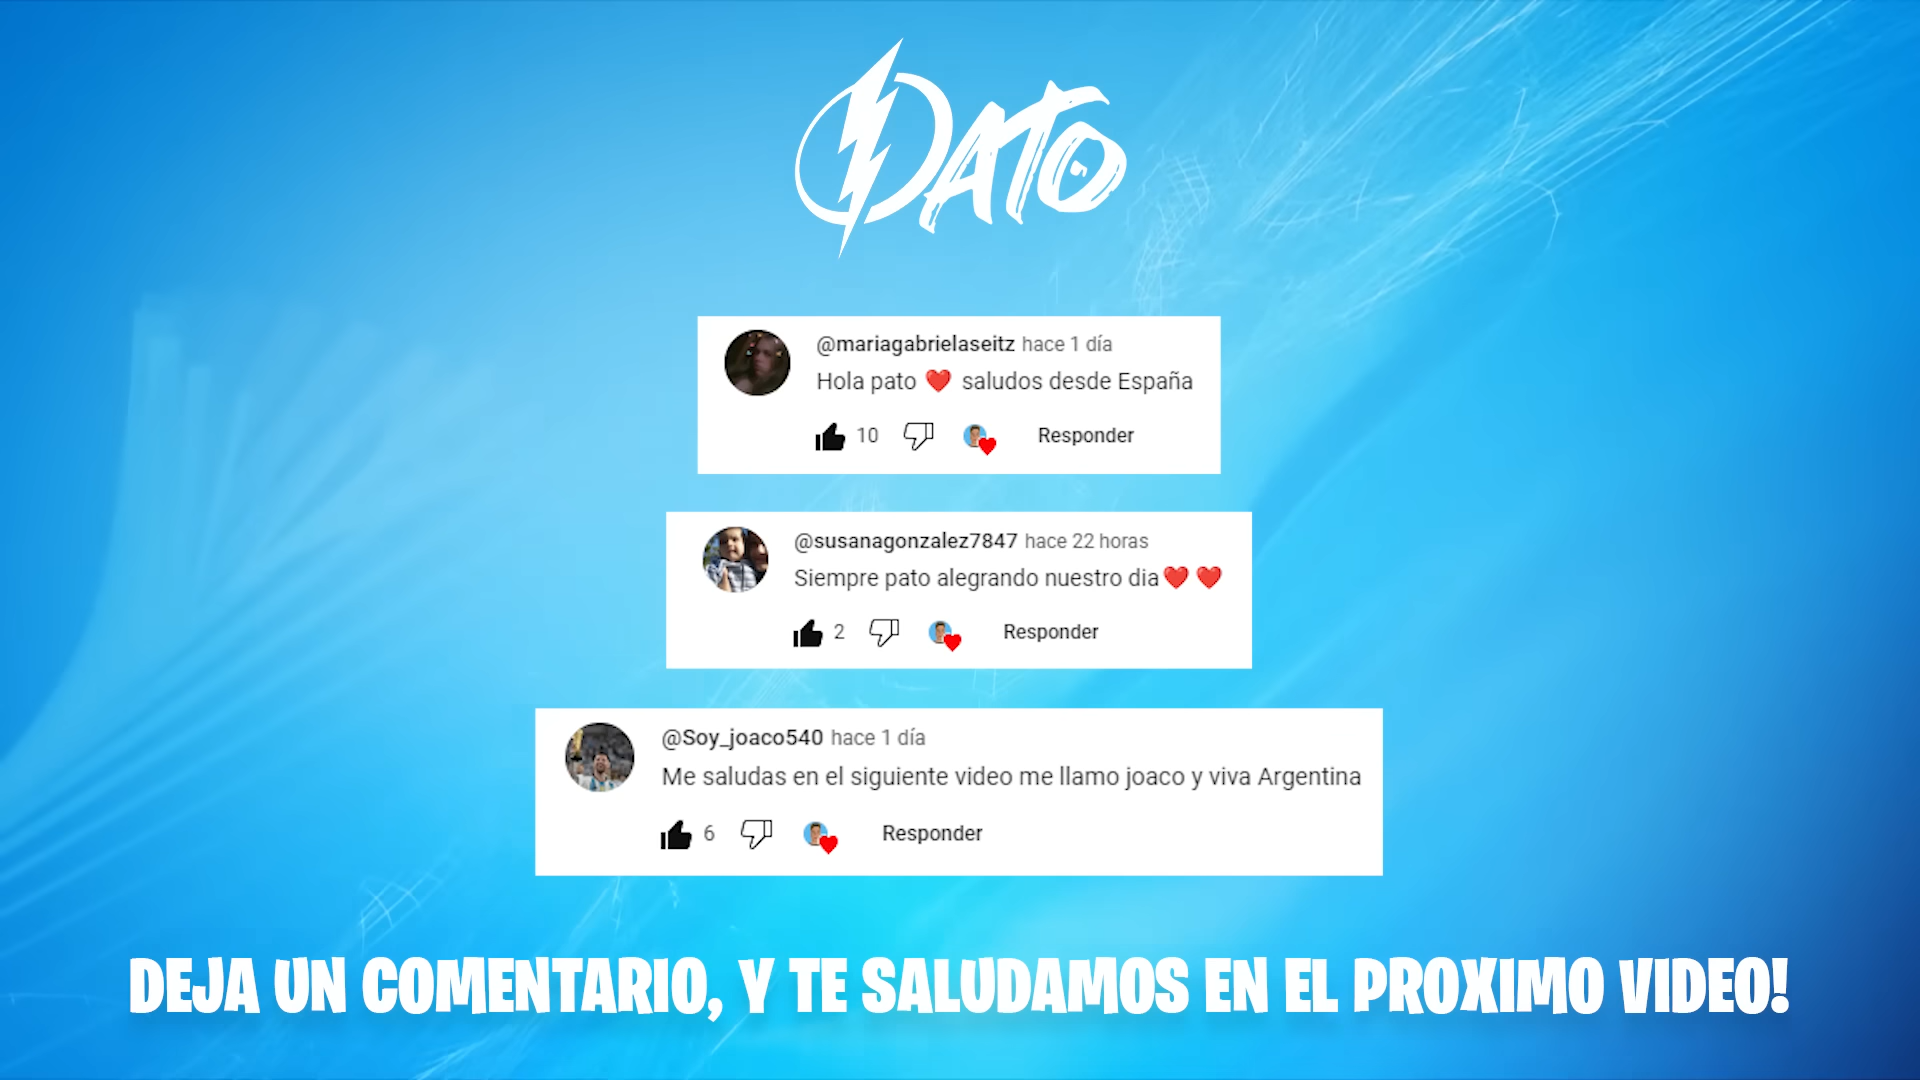 DATO
@mariagabrielaseitz hace 1 día
Hola pato ❤️ saludos desde España
10 Responder
@susanagonzalez7847 hace 22 horas
Siempre pato alegrando nuestro dia❤️❤️
2 Responder
@Soy_joaco540 hace 1 día
Me saludas en el siguiente video me llamo joaco y viva Argentina
6 Responder
DEJA UN COMENTARIO, Y TE SALUDAMOS EN EL PROXIMO VIDEO!